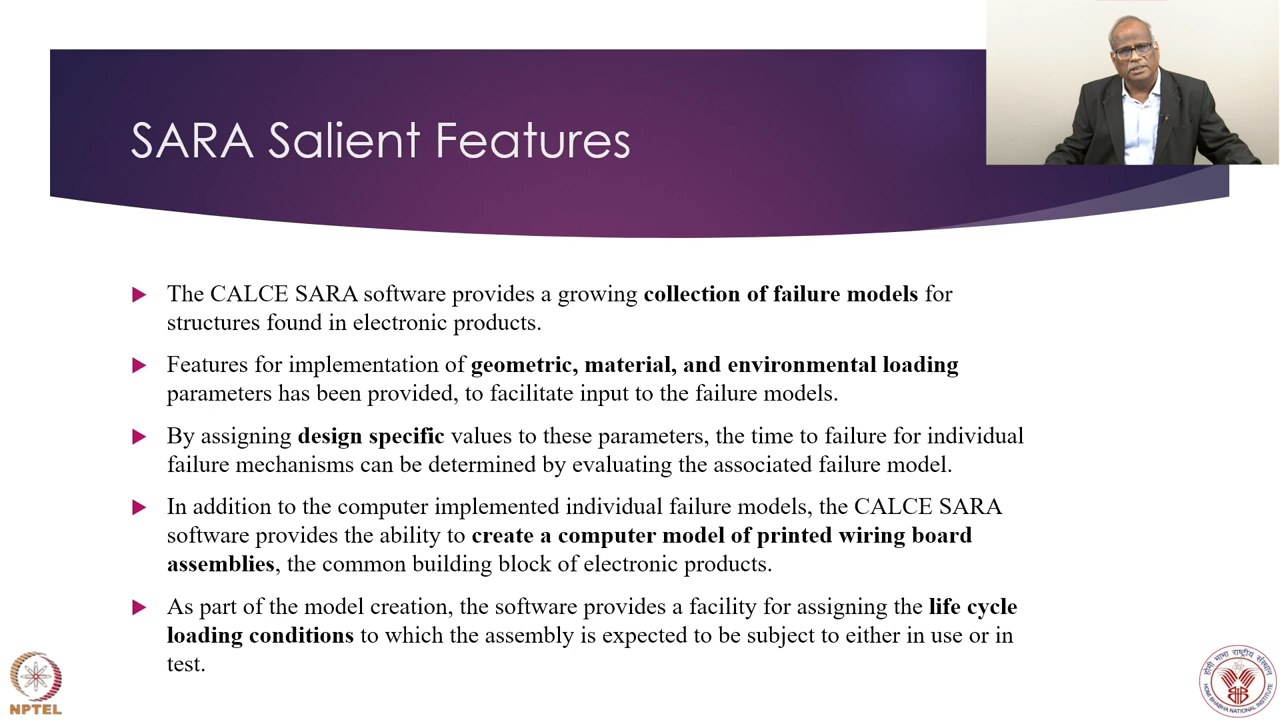 SARA Salient Features
The CALCE SARA software provides a growing collection of failure models for
structures found in electronic products.
Features for implementation of geometric, material, and environmental loading
parameters has been provided, to facilitate input to the failure models.
By assigning design specific values to these parameters, the time to failure for individual
failure mechanisms can be determined by evaluating the associated failure model.
In addition to the computer implemented individual failure models, the CALCE SARA
software provides the ability to create a computer model of printed wiring board
assemblies, the common building block of electronic products.
As part of the model creation, the software provides a facility for assigning the life cycle
loading conditions to which the assembly is expected to be subject to either in use or in
test.
NPTEL
होमी भाभा राष्ट्रीय संस्थान
HOMI BHABHA NATIONAL INSTITUTE